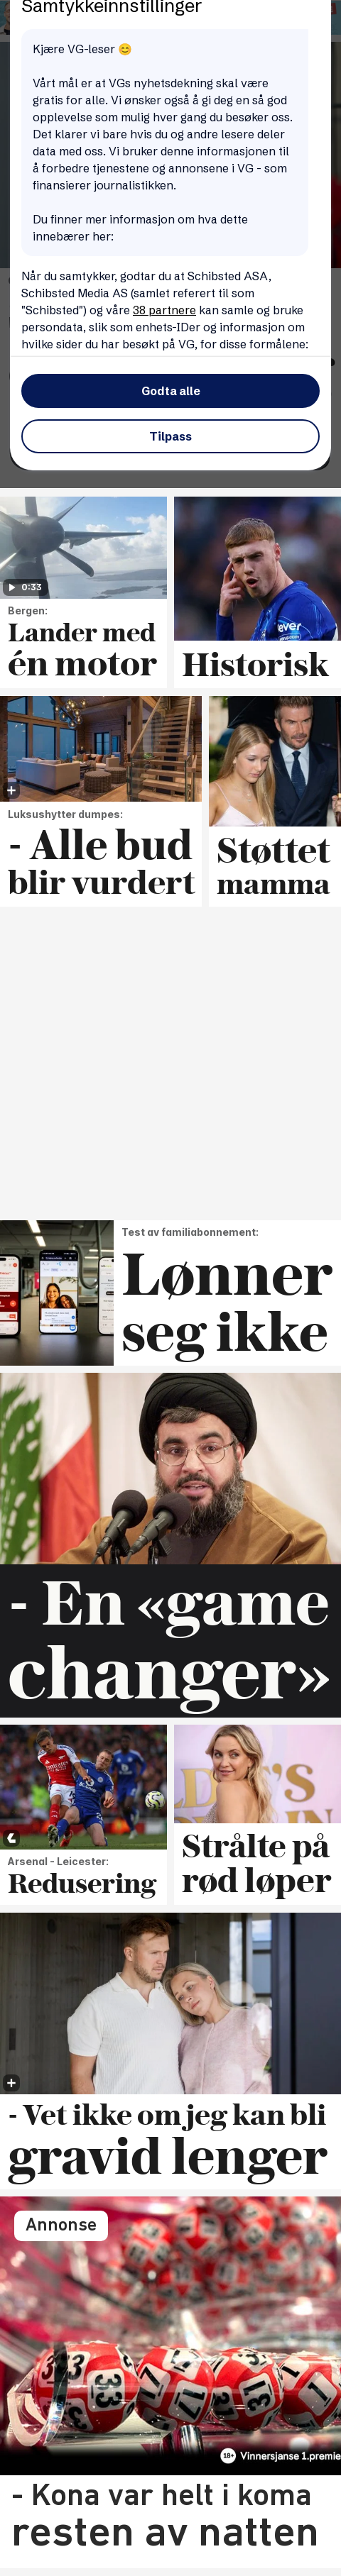 Samtykkeinnstillinger
Kjære VG-leser 😊
Vårt mål er at VGs nyhetsdekning skal være
gratis for alle. Vi ønsker også å gi deg en så god
opplevelse som mulig hver gang du besøker oss.
Det klarer vi bare hvis du og andre lesere deler
data med oss. Vi bruker denne informasjonen til
å forbedre tjenestene og annonsene i VG - som
finansierer journalistikken.
Du finner mer informasjon om hva dette
innebærer her:
Når du samtykker, godtar du at Schibsted ASA,
Schibsted Media AS (samlet referert til som
"Schibsted") og våre 38 partnere kan samle og bruke
persondata, slik som enhets-IDer og informasjon om
hvilke sider du har besøkt på VG, for disse formålene:
Godta alle
Tilpass
0:33
Bergen:
Lander med
én motor
Historisk
Luksushytter dumpes:
- Alle bud
blir vurdert
Støttet
mamma
Test av familiabonnement:
Lønner
seg ikke
- En «game
changer»
Arsenal - Leicester:
Redusering
Strålte på
rød løper
- Vet ikke om jeg kan bli
gravid lenger
Annonse
33
17
31
1
18+ Vinnersjanse 1.premie
- Kona var helt i koma
resten av natten